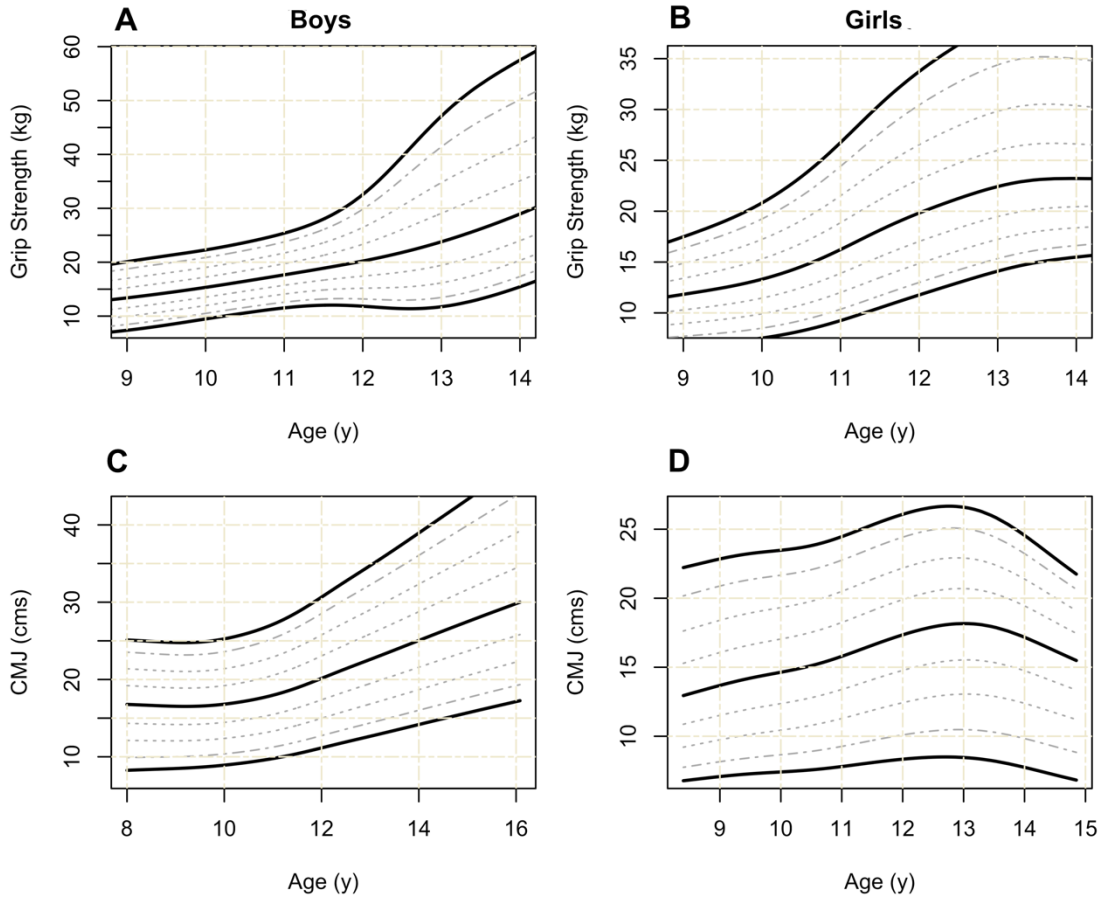 A Boys
B Girls
Grip Strength (kg)
60
50
40
30
20
10
9 10 11 12 13 14
Age (y)
Grip Strength (kg)
35
30
25
20
15
10
9 10 11 12 13 14
Age (y)
C
CMJ (cms)
40
30
20
10
8 10 12 14 16
Age (y)
D
CMJ (cms)
25
20
15
10
9 10 11 12 13 14 15
Age (y)